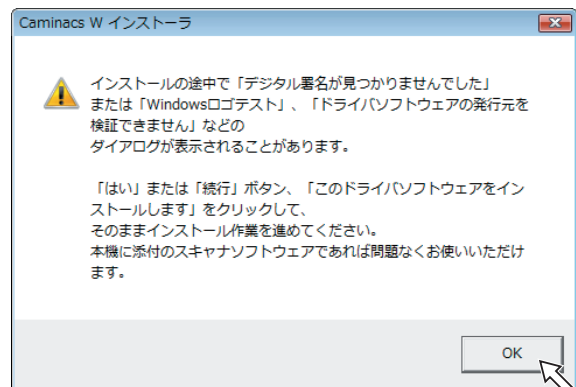 Caminacs W インストーラ
インストールの途中で「デジタル署名が見つかりませんでした」
または「Windowsロゴテスト」、「ドライバソフトウェアの発行元を
検証できません」などの
ダイアログが表示されることがあります。
「はい」または「続行」ボタン、「このドライバソフトウェアをイン
ストールします」をクリックして、
そのままインストール作業を進めてください。
本機に添付のスキャナソフトウェアであれば問題なくお使いいただけ
ます。
OK